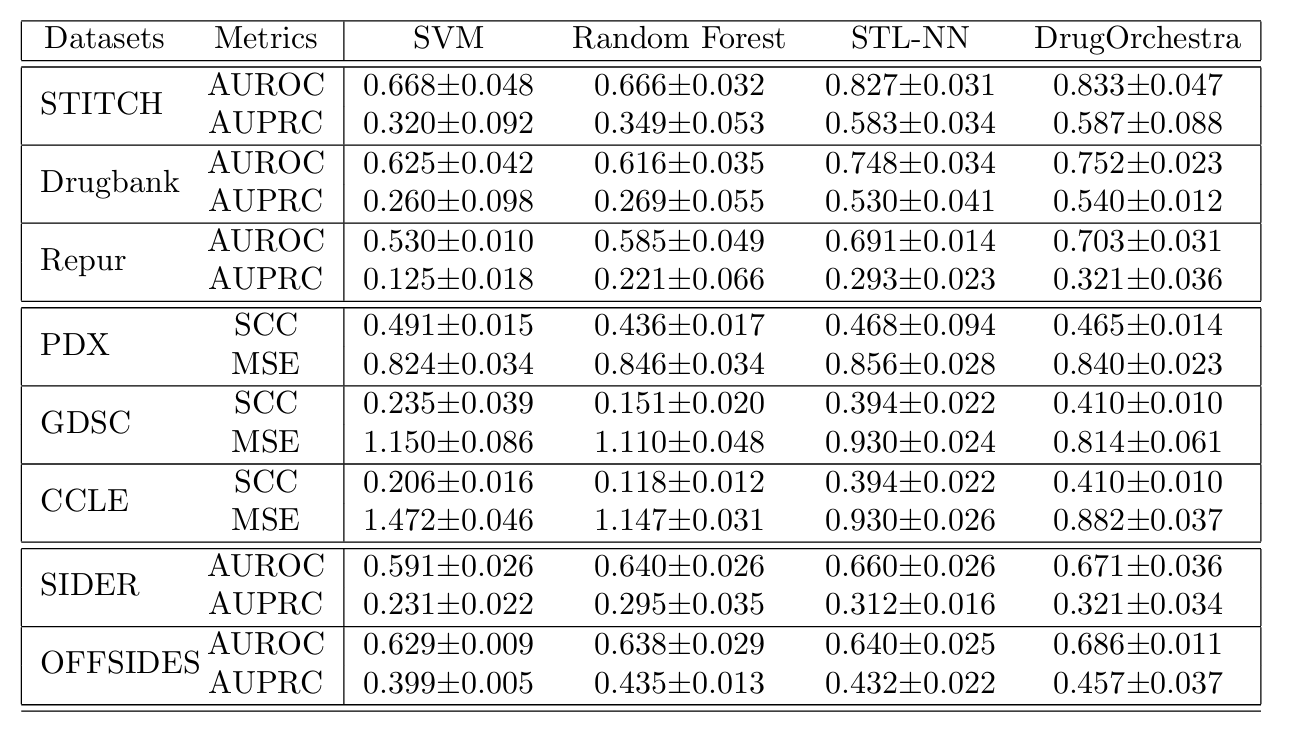 Datasets Metrics SVM Random Forest STL-NN DrugOrchestra
STITCH AUROC 0.668±0.048 0.666±0.032 0.827±0.031 0.833±0.047
AUPRC 0.320±0.092 0.349±0.053 0.583±0.034 0.587±0.088
Drugbank AUROC 0.625±0.042 0.616±0.035 0.748±0.034 0.752±0.023
AUPRC 0.260±0.098 0.269±0.055 0.530±0.041 0.540±0.012
Repur AUROC 0.530±0.010 0.585±0.049 0.691±0.014 0.703±0.031
AUPRC 0.125±0.018 0.221±0.066 0.293±0.023 0.321±0.036
PDX SCC 0.491±0.015 0.436±0.017 0.468±0.094 0.465±0.014
MSE 0.824±0.034 0.846±0.034 0.856±0.028 0.840±0.023
GDSC SCC 0.235±0.039 0.151±0.020 0.394±0.022 0.410±0.010
MSE 1.150±0.086 1.110±0.048 0.930±0.024 0.814±0.061
CCLE SCC 0.206±0.016 0.118±0.012 0.394±0.022 0.410±0.010
MSE 1.472±0.046 1.147±0.031 0.930±0.026 0.882±0.037
SIDER AUROC 0.591±0.026 0.640±0.026 0.660±0.026 0.671±0.036
AUPRC 0.231±0.022 0.295±0.035 0.312±0.016 0.321±0.034
OFFSIDES AUROC 0.629±0.009 0.638±0.029 0.640±0.025 0.686±0.011
AUPRC 0.399±0.005 0.435±0.013 0.432±0.022 0.457±0.037